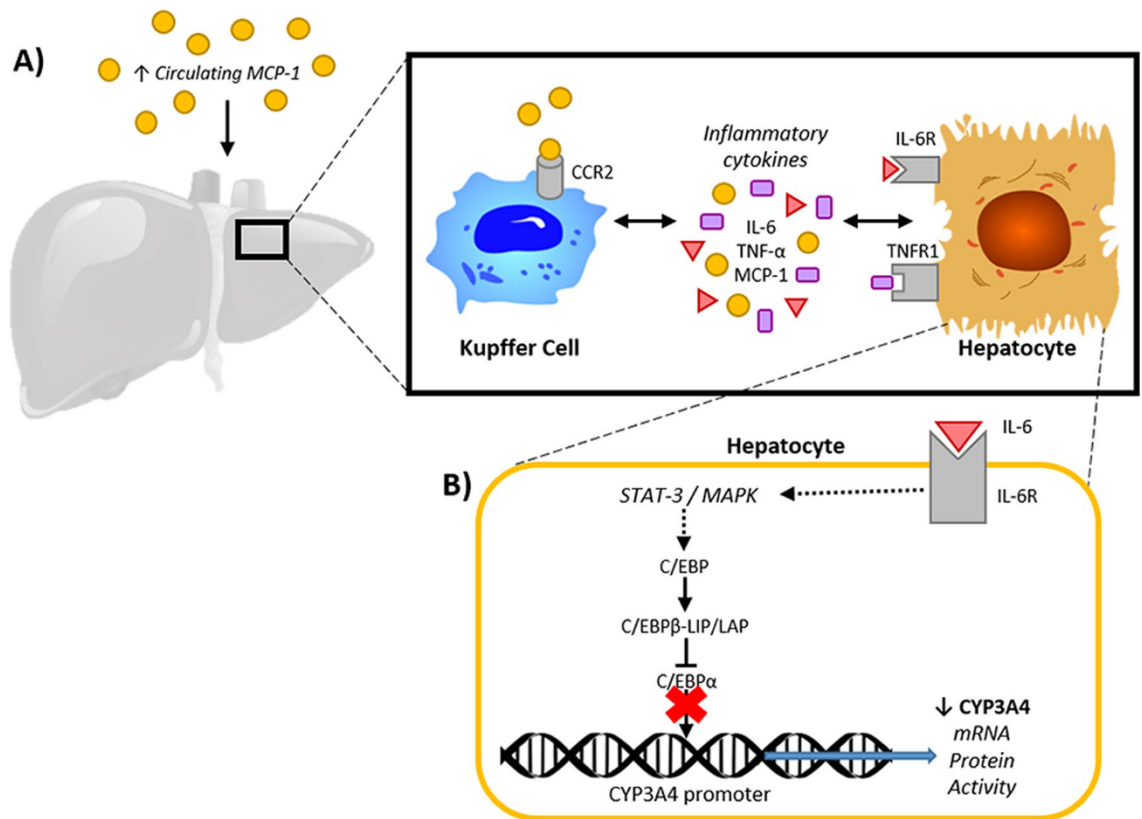 A)
↑ Circulating MCP-1
CCR2
Kupffer Cell
Inflammatory
cytokines
IL-6
TNF-α
MCP-1
IL-6R
TNFR1
Hepatocyte
B)
Hepatocyte
IL-6
IL-6R
STAT-3 / MAPK
C/EBP
C/EBPβ-LIP/LAP
C/EBPα
CYP3A4 promoter
↓ CYP3A4
mRNA
Protein
Activity